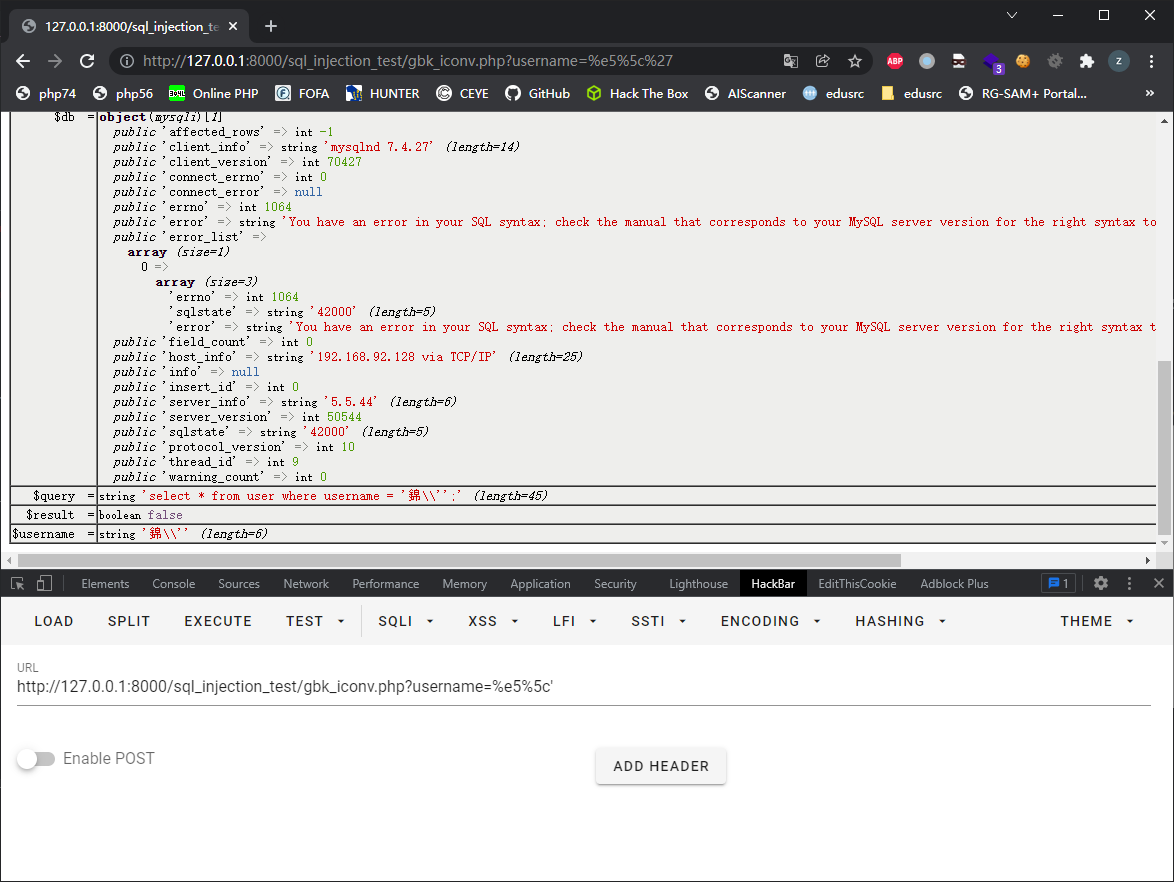 127.0.0.1:8000/sql_injection_te
http://127.0.0.1:8000/sql_injection_test/gbk_iconv.php?username=%e5%5c%27
ABP
3
Z
php74 php56 Online PHP FOFA HUNTER CEYE GitHub Hack The Box AIScanner edusrc edusrc RG-SAM+ Portal... »
$db = object(mysqli)[1]
public 'affected_rows' => int -1
public 'client_info' => string 'mysqlnd 7.4.27' (length=14)
public 'client_version' => int 70427
public 'connect_errno' => int 0
public 'connect_error' => null
public 'errno' => int 1064
public 'error' => string 'You have an error in your SQL syntax; check the manual that corresponds to your MySQL server version for the right syntax to
public 'error_list' =>
array (size=1)
0 =>
array (size=3)
'errno' => int 1064
'sqlstate' => string '42000' (length=5)
'error' => string 'You have an error in your SQL syntax; check the manual that corresponds to your MySQL server version for the right syntax t
public 'field_count' => int 0
public 'host_info' => string '192.168.92.128 via TCP/IP' (length=25)
public 'info' => null
public 'insert_id' => int 0
public 'server_info' => string '5.5.44' (length=6)
public 'server_version' => int 50544
public 'sqlstate' => string '42000' (length=5)
public 'protocol_version' => int 10
public 'thread_id' => int 9
public 'warning_count' => int 0
$query = string 'select * from user where username = '錦\\'';' (length=45)
$result = boolean false
$username = string '錦\\'' (length=6)
Elements Console Sources Network Performance Memory Application Security Lighthouse HackBar EditThisCookie Adblock Plus 1
LOAD SPLIT EXECUTE TEST SQLI XSS LFI SSTI ENCODING HASHING THEME
URL
http://127.0.0.1:8000/sql_injection_test/gbk_iconv.php?username=%e5%5c'
Enable POST
ADD HEADER